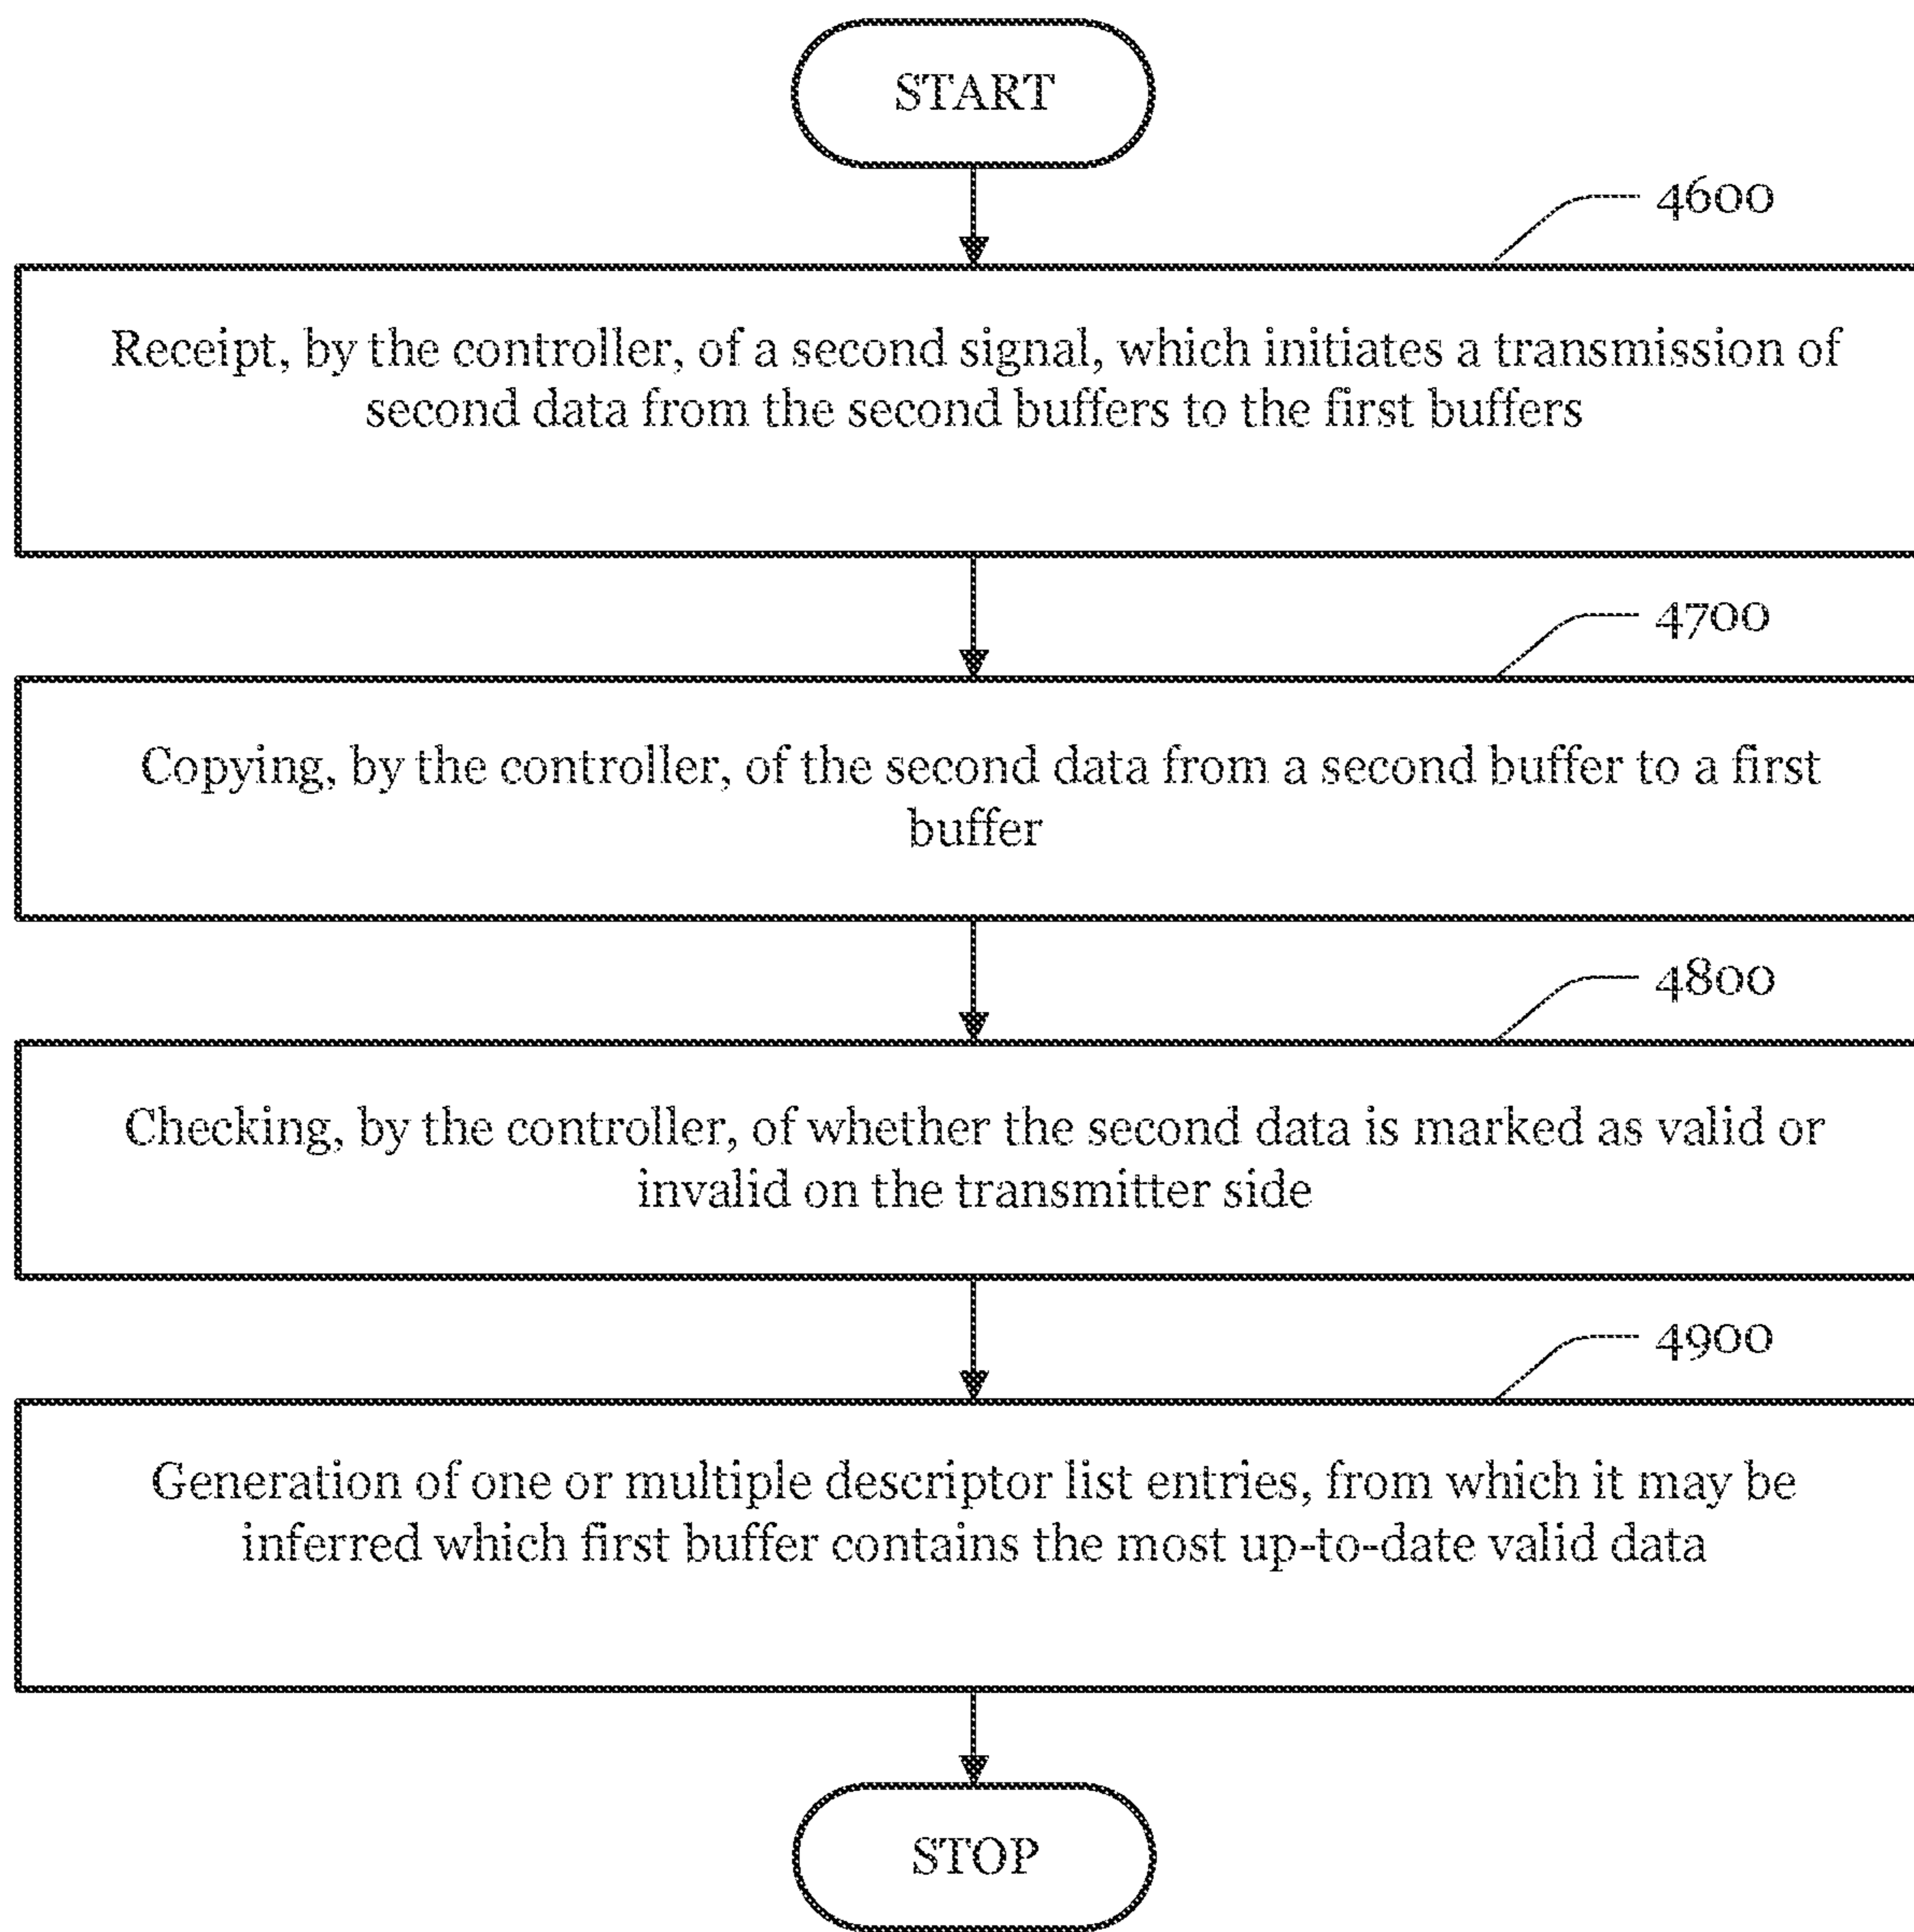 START
4600
Receipt, by the controller, of a second signal, which initiates a transmission of
second data from the second buffers to the first buffers
4700
Copying, by the controller, of the second data from a second buffer to a first
buffer
4800
Checking, by the controller, of whether the second data is marked as valid or
invalid on the transmitter side
4900
Generation of one or multiple descriptor list entries, from which it may be
inferred which first buffer contains the most up-to-date valid data
STOP